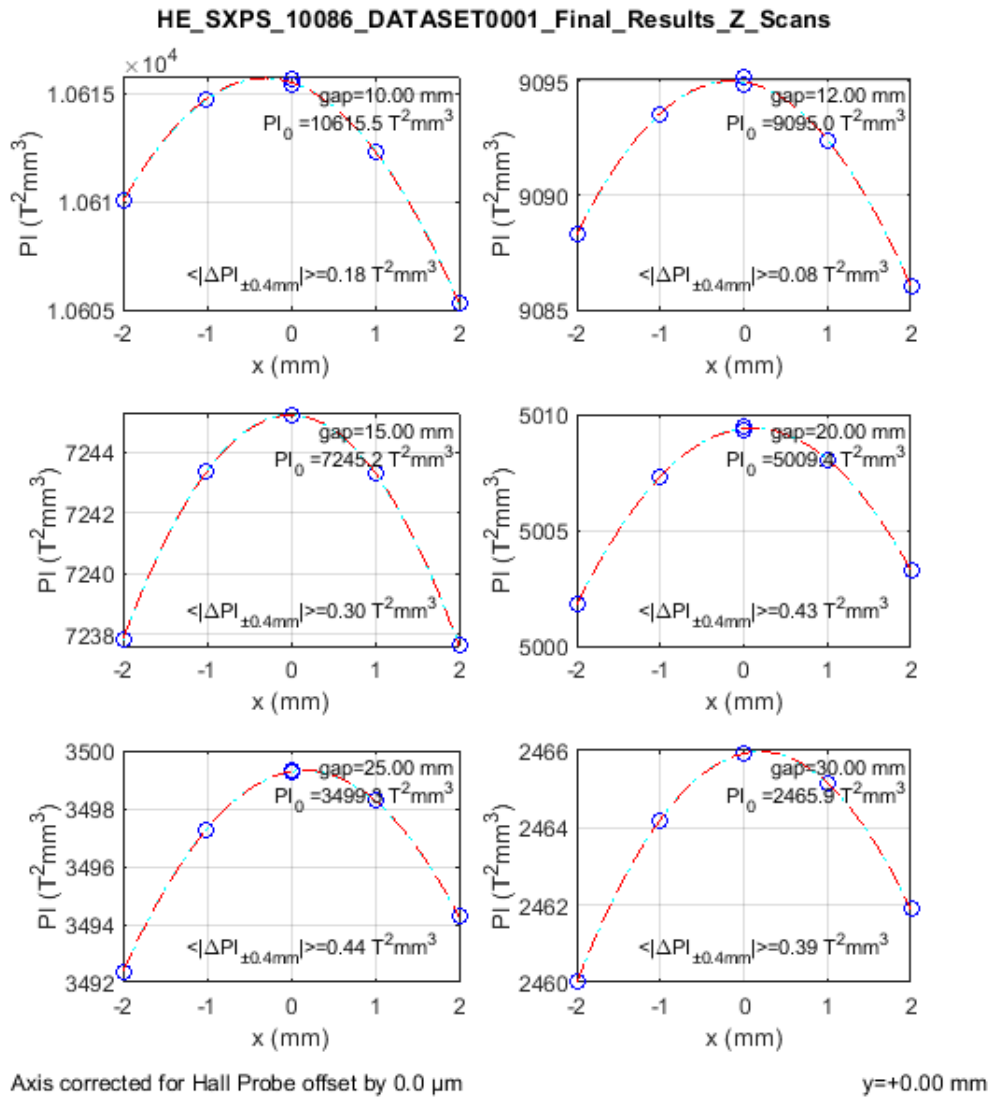 HE_SXPS_10086_DATASET0001_Final_Results_Z_Scans
×10⁴
gap=10.00 mm
PI₀ =10615.5 T²mm³
<|ΔPI±0.4mm|>=0.18 T²mm³
PI (T²mm³)
1.0615
1.061
1.0605
-2 -1 0 1 2
x (mm)
gap=12.00 mm
PI₀ =9095.0 T²mm³
<|ΔPI±0.4mm|>=0.08 T²mm³
PI (T²mm³)
9095
9090
9085
-2 -1 0 1 2
x (mm)
gap=15.00 mm
PI₀ =7245.2 T²mm³
<|ΔPI±0.4mm|>=0.30 T²mm³
PI (T²mm³)
7244
7242
7240
7238
-2 -1 0 1 2
x (mm)
gap=20.00 mm
PI₀ =5009.4 T²mm³
<|ΔPI±0.4mm|>=0.43 T²mm³
PI (T²mm³)
5010
5005
5000
-2 -1 0 1 2
x (mm)
gap=25.00 mm
PI₀ =3499.3 T²mm³
<|ΔPI±0.4mm|>=0.44 T²mm³
PI (T²mm³)
3500
3498
3496
3494
3492
-2 -1 0 1 2
x (mm)
gap=30.00 mm
PI₀ =2465.9 T²mm³
<|ΔPI±0.4mm|>=0.39 T²mm³
PI (T²mm³)
2466
2464
2462
2460
-2 -1 0 1 2
x (mm)
Axis corrected for Hall Probe offset by 0.0 µm
y=+0.00 mm